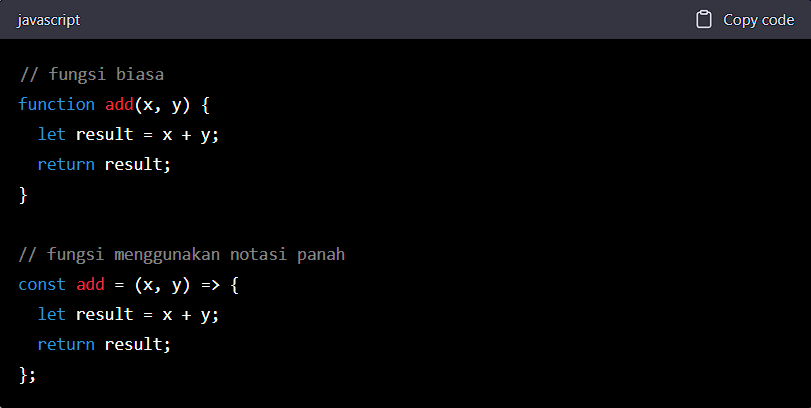 javascript Copy code
// fungsi biasa
function add(x, y) {
  let result = x + y;
  return result;
}
// fungsi menggunakan notasi panah
const add = (x, y) => {
  let result = x + y;
  return result;
};